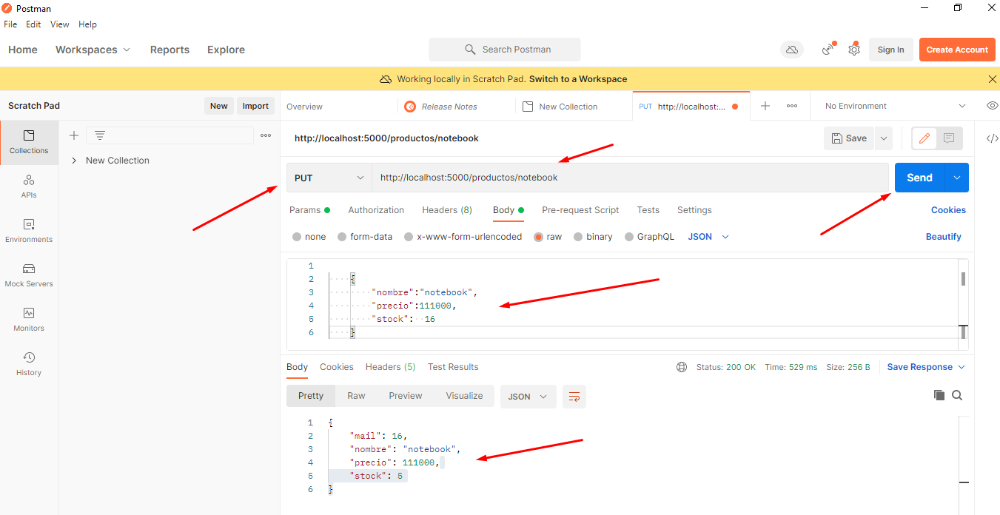 Postman
File Edit View Help
Home Workspaces Reports Explore Search Postman Sign In Create Account
Working locally in Scratch Pad. Switch to a Workspace
Scratch Pad New Import Overview Release Notes New Collection PUT http://localhost:... No Environment
http://localhost:5000/productos/notebook Save
Collections
New Collection
PUT http://localhost:5000/productos/notebook Send
APIs
Params Authorization Headers (8) Body Pre-request Script Tests Settings Cookies
Environments
none form-data x-www-form-urlencoded raw binary GraphQL JSON Beautify
Mock Servers
1
2 {
3 "nombre":"notebook",
4 "precio":111000,
5 "stock": 16
6 }
Monitors
History
Body Cookies Headers (5) Test Results Status: 200 OK Time: 529 ms Size: 256 B Save Response
Pretty Raw Preview Visualize JSON
1 {
2 "mail": 16,
3 "nombre": "notebook",
4 "precio": 111000,
5 "stock": 5
6 }